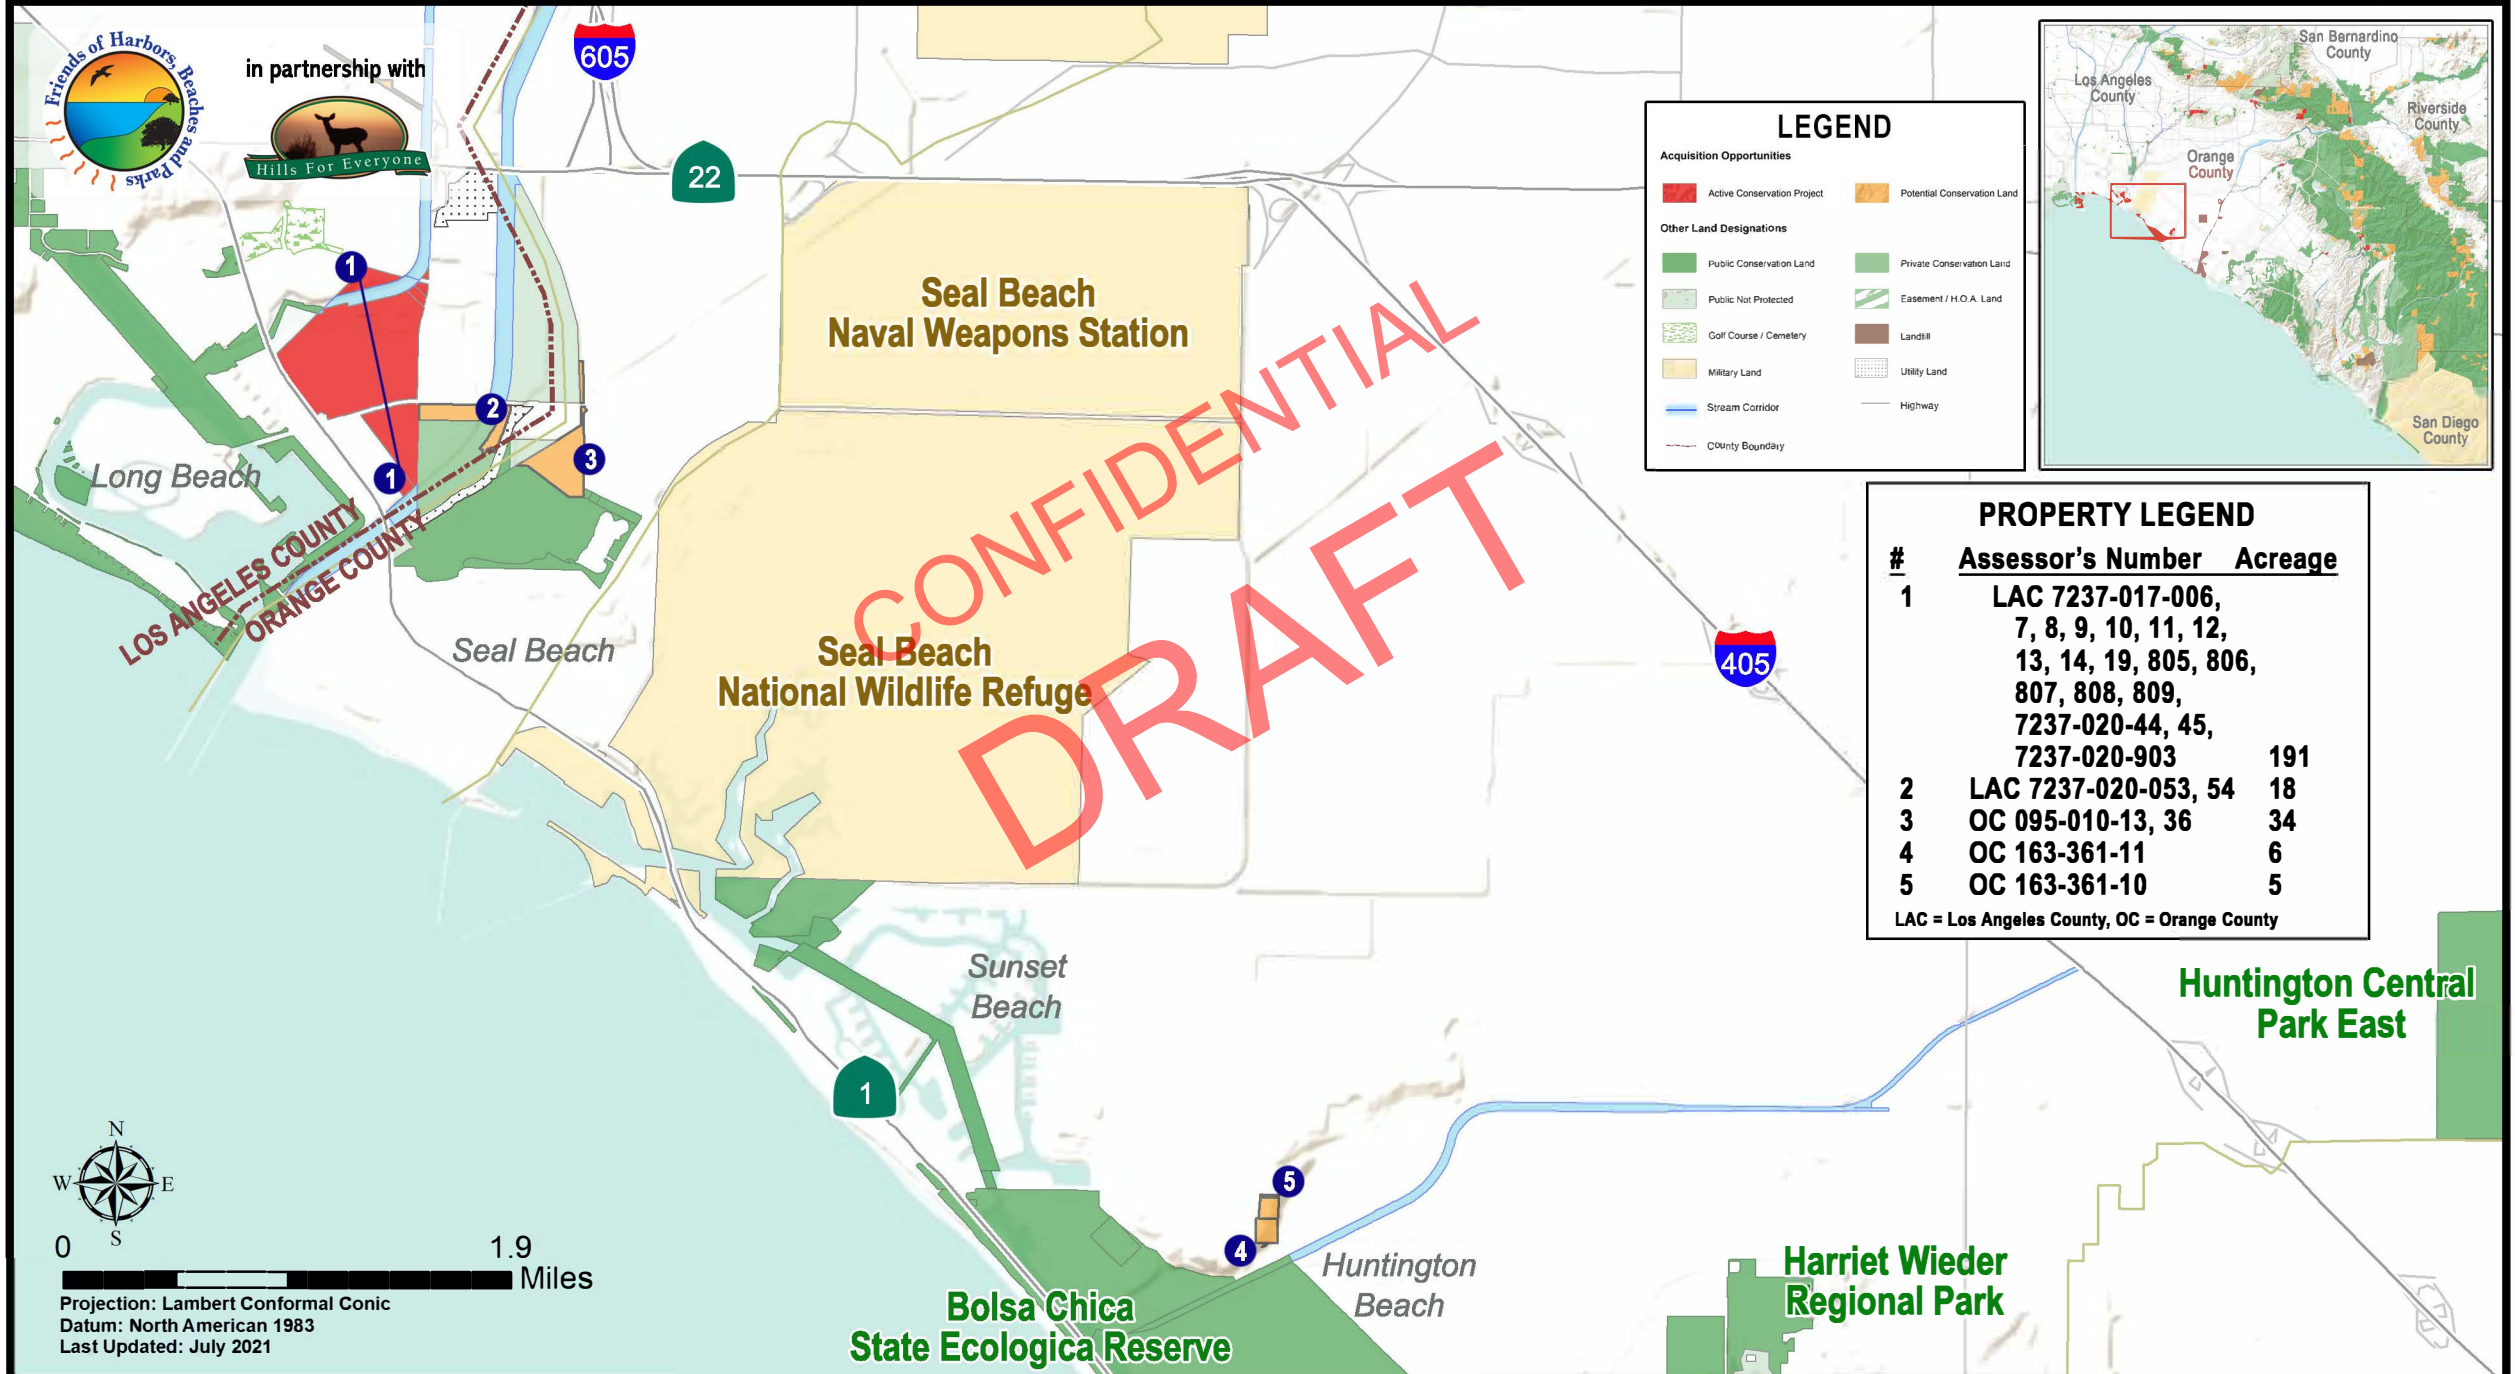 Friends of Harbors, Beaches and Parks
in partnership with
Hills For Everyone
605
22
Seal Beach
Naval Weapons Station
Long Beach
LOS ANGELES COUNTY
ORANGE COUNTY
Seal Beach
Seal Beach
National Wildlife Refuge
CONFIDENTIAL
DRAFT
405
Sunset
Beach
1
Huntington
Beach
Bolsa Chica
State Ecologica Reserve
Harriet Wieder
Regional Park
Huntington Central
Park East
1
1
2
3
4
5
LEGEND
Acquisition Opportunities
Active Conservation Project
Potential Conservation Land
Other Land Designations
Public Conservation Land
Private Conservation Land
Public Not Protected
Easement / H.O.A. Land
Golf Course / Cemetery
Landfill
Military Land
Utility Land
Stream Corridor
Highway
County Boundary
San Bernardino
County
Los Angeles
County
Riverside
County
Orange
County
San Diego
County
PROPERTY LEGEND
# Assessor's Number Acreage
1 LAC 7237-017-006,
7, 8, 9, 10, 11, 12,
13, 14, 19, 805, 806,
807, 808, 809,
7237-020-44, 45,
7237-020-903 191
2 LAC 7237-020-053, 54 18
3 OC 095-010-13, 36 34
4 OC 163-361-11 6
5 OC 163-361-10 5
LAC = Los Angeles County, OC = Orange County
N
W E
S
0 1.9
Miles
Projection: Lambert Conformal Conic
Datum: North American 1983
Last Updated: July 2021